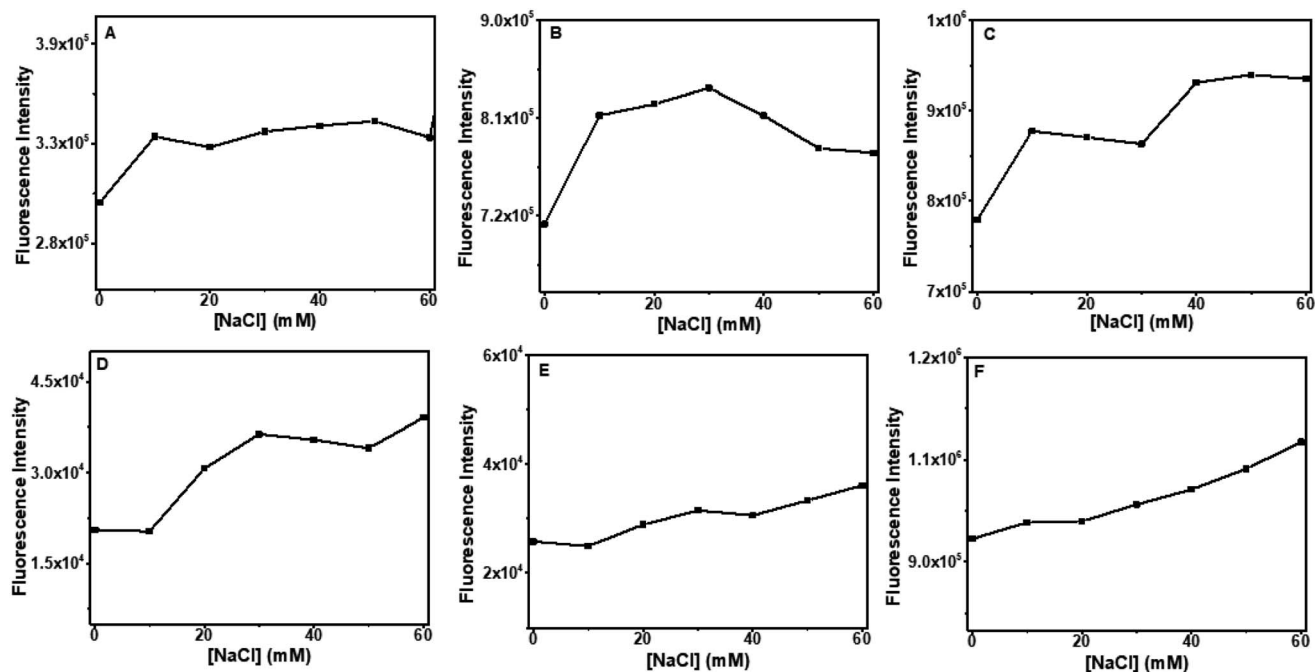 A
3.9x10⁵
3.3x10⁵
2.8x10⁵
Fluorescence Intensity
0 20 40 60
[NaCl] (mM)
B
9.0x10⁵
8.1x10⁵
7.2x10⁵
Fluorescence Intensity
0 20 40 60
[NaCl] (mM)
C
1x10⁶
9x10⁵
8x10⁵
7x10⁵
Fluorescence Intensity
0 20 40 60
[NaCl] (mM)
D
4.5x10⁴
3.0x10⁴
1.5x10⁴
Fluorescence Intensity
0 20 40 60
[NaCl] (mM)
E
6x10⁴
4x10⁴
2x10⁴
Fluorescence Intensity
0 20 40 60
[NaCl] (mM)
F
1.2x10⁶
1.1x10⁶
9.0x10⁵
Fluorescence Intensity
0 20 40 60
[NaCl] (mM)